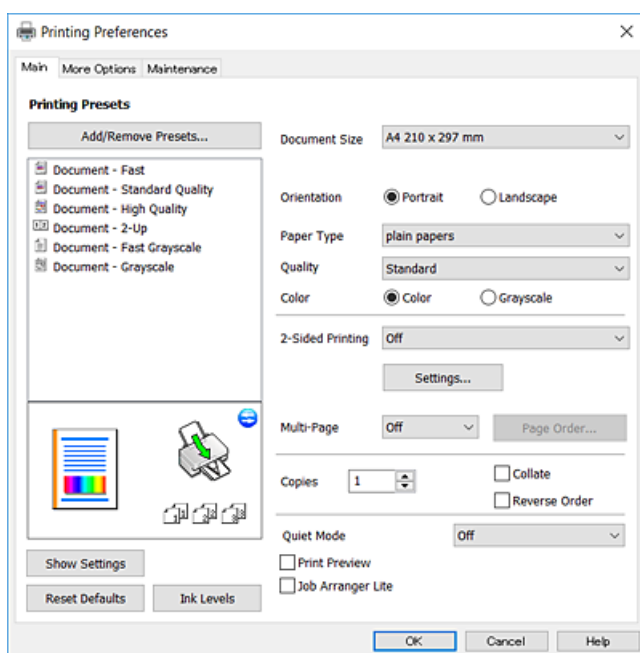 Printing Preferences
Main More Options Maintenance
Printing Presets
Add/Remove Presets...
Document - Fast
Document - Standard Quality
Document - High Quality
Document - 2-Up
Document - Fast Grayscale
Document - Grayscale
Show Settings
Reset Defaults Ink Levels
Document Size A4 210 x 297 mm
Orientation Portrait Landscape
Paper Type plain papers
Quality Standard
Color Color Grayscale
2-Sided Printing Off
Settings...
Multi-Page Off Page Order...
Copies 1 Collate
Reverse Order
Quiet Mode Off
Print Preview
Job Arranger Lite
OK Cancel Help